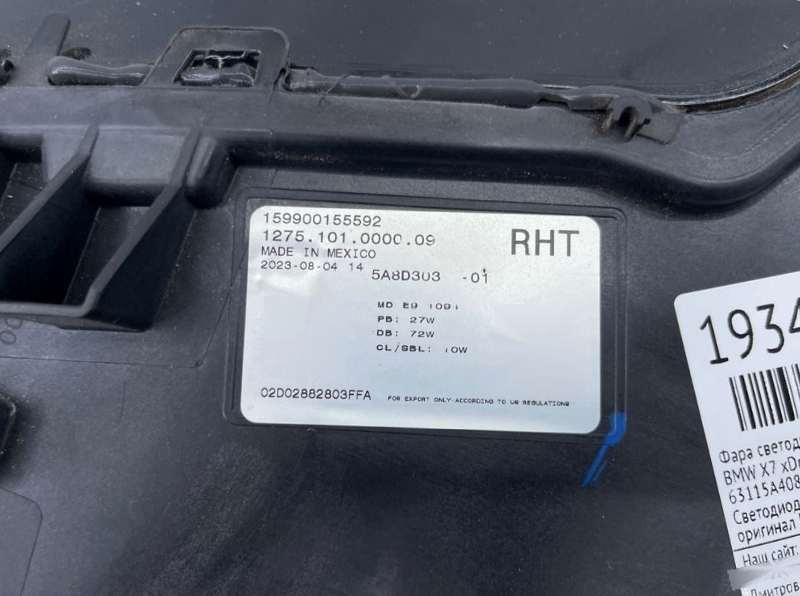 159900155592
1275.101.0000.09
RHT
MADE IN MEXICO
2023-08-04 14
5A8D303 -01
MD E9 1091
PB: 27W
DB: 72W
CL/SBL: 10W
02D02882803FFA
FOR EXPORT ONLY-ACCORDING TO US REGULATIONS
1934
Фара светод
BMW X7 xDr
63115A408
Светодиод
оригинал
Наш сайт:
Дмитров